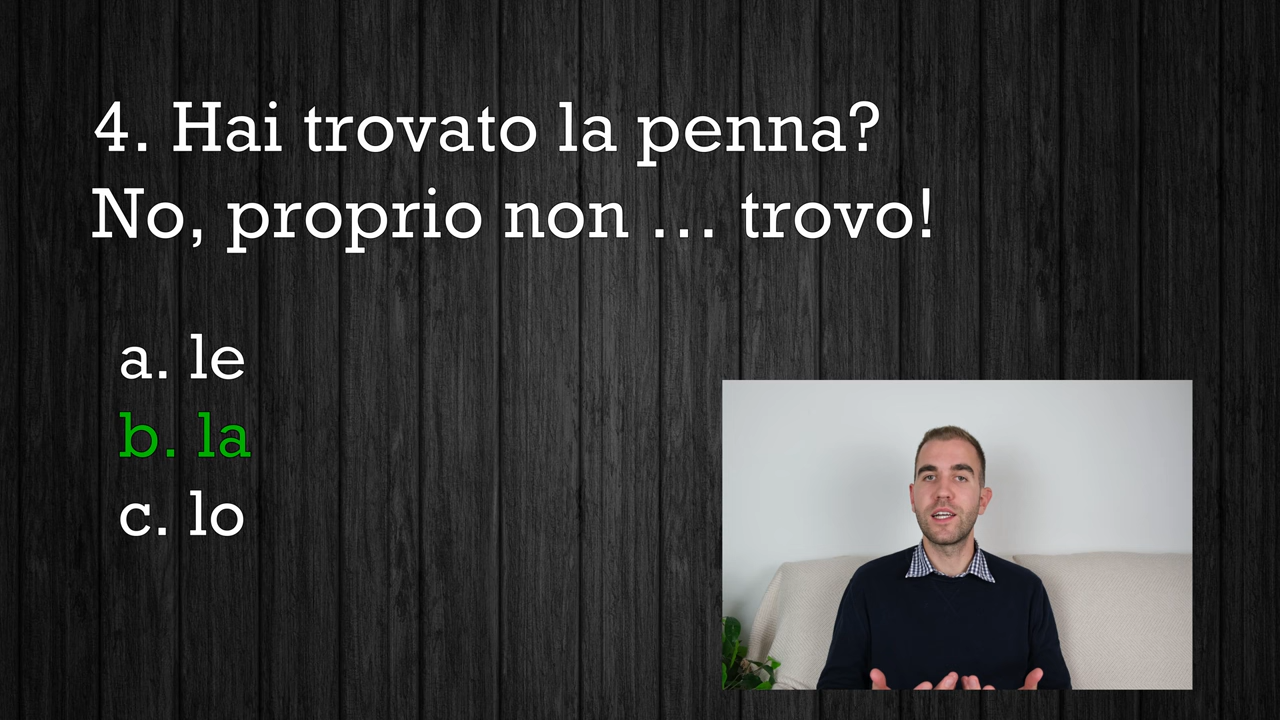 4. Hai trovato la penna?
No, proprio non ... trovo!
a. le
b. la
c. lo